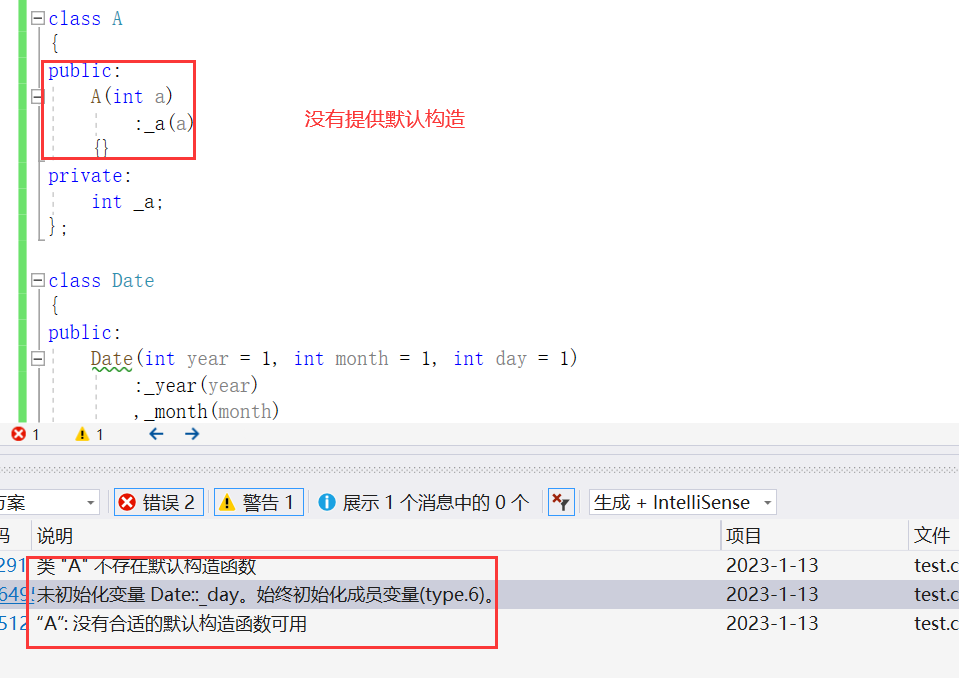 class A
{
public:
A(int a)
:_a(a)
{}
没有提供默认构造
private:
int _a;
};
class Date
{
public:
Date(int year = 1, int month = 1, int day = 1)
:_year(year)
,_month(month)
1 1
方案 错误 2 警告 1 展示 1 个消息中的 0 个 生成 + IntelliSense
码 说明 项目 文件
291 类 "A" 不存在默认构造函数 2023-1-13 test.c
649 未初始化变量 Date::_day。始终初始化成员变量(type.6)。 2023-1-13 test.c
512 “A”: 没有合适的默认构造函数可用 2023-1-13 test.c